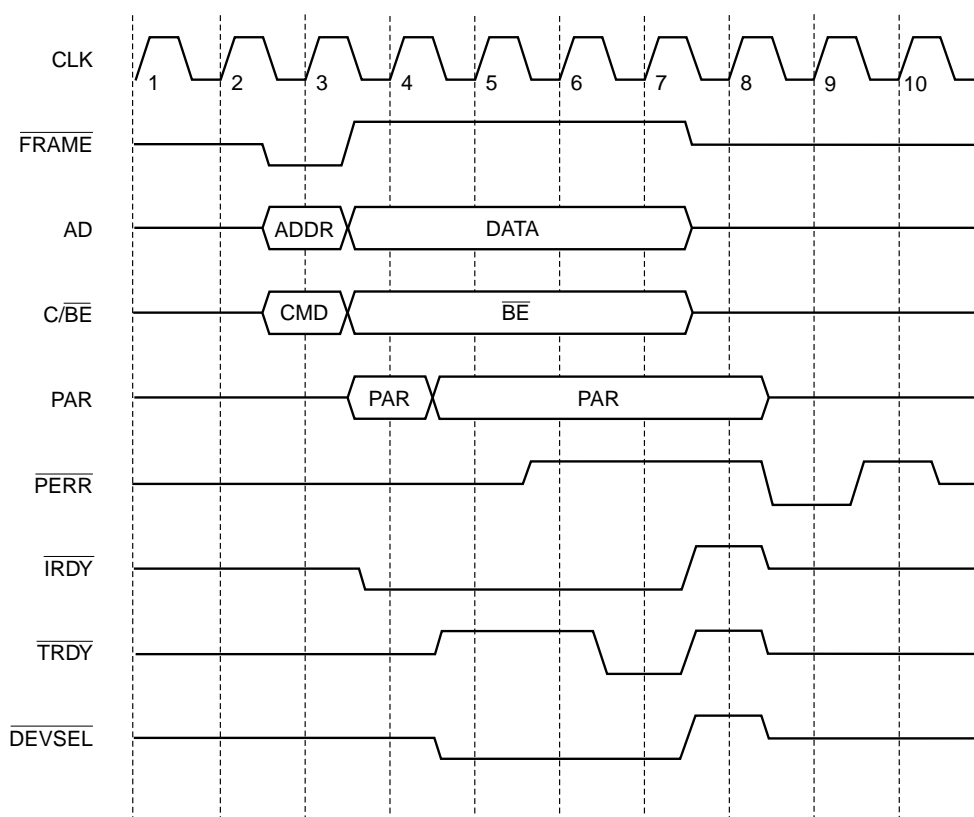 CLK
1 2 3 4 5 6 7 8 9 10
FRAME
AD ADDR DATA
C/BE CMD BE
PAR PAR PAR
PERR
IRDY
TRDY
DEVSEL